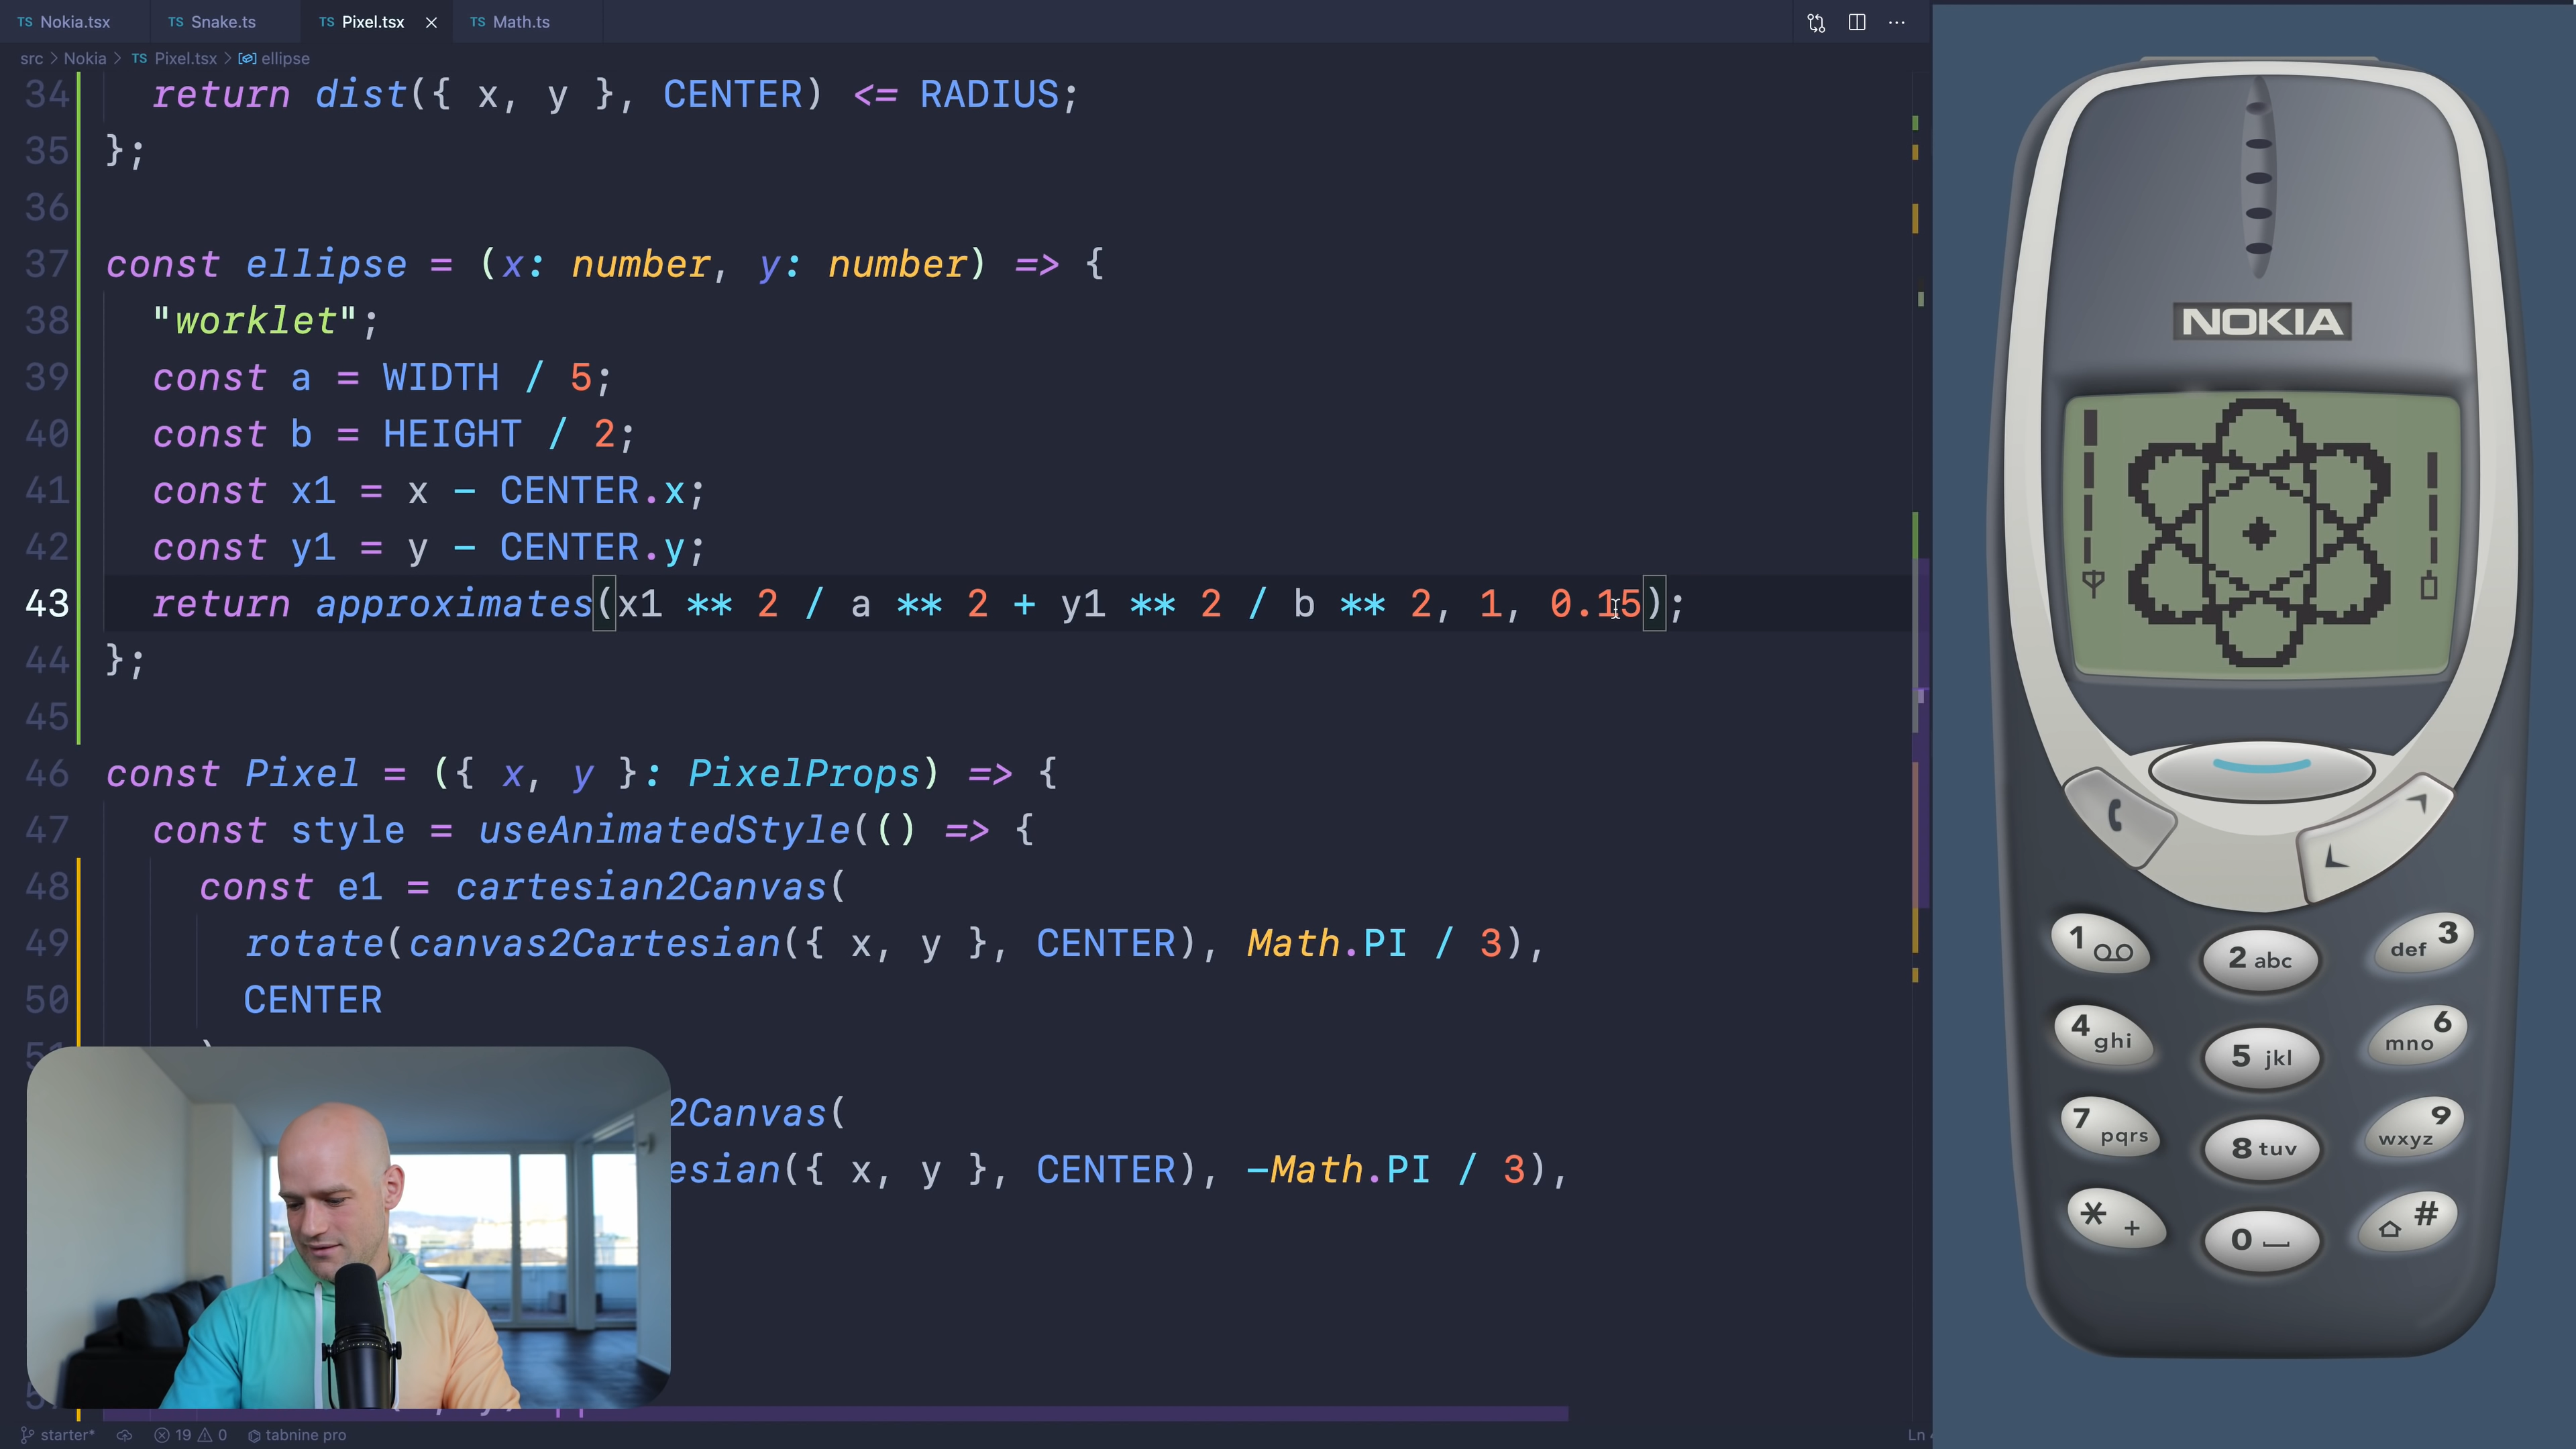 TS Nokia.tsx
TS Snake.ts
TS Pixel.tsx
TS Math.ts
src > Nokia > TS Pixel.tsx > ellipse
34 return dist({ x, y }, CENTER) <= RADIUS;
35 };
36
37 const ellipse = (x: number, y: number) => {
38 "worklet";
39 const a = WIDTH / 5;
40 const b = HEIGHT / 2;
41 const x1 = x - CENTER.x;
42 const y1 = y - CENTER.y;
43 return approximates(x1 ** 2 / a ** 2 + y1 ** 2 / b ** 2, 1, 0.15);
44 };
45
46 const Pixel = ({ x, y }: PixelProps) => {
47 const style = useAnimatedStyle(() => {
48 const e1 = cartesian2Canvas(
49 rotate(canvas2Cartesian({ x, y }, CENTER), Math.PI / 3),
50 CENTER
2Canvas(
esian({ x, y }, CENTER), -Math.PI / 3),
starter* 19 0 tabnine pro
Ln
NOKIA
1
2 abc
def 3
4 ghi
5 jkl
mno 6
7 pqrs
8 tuv
wxyz 9
* +
0
#